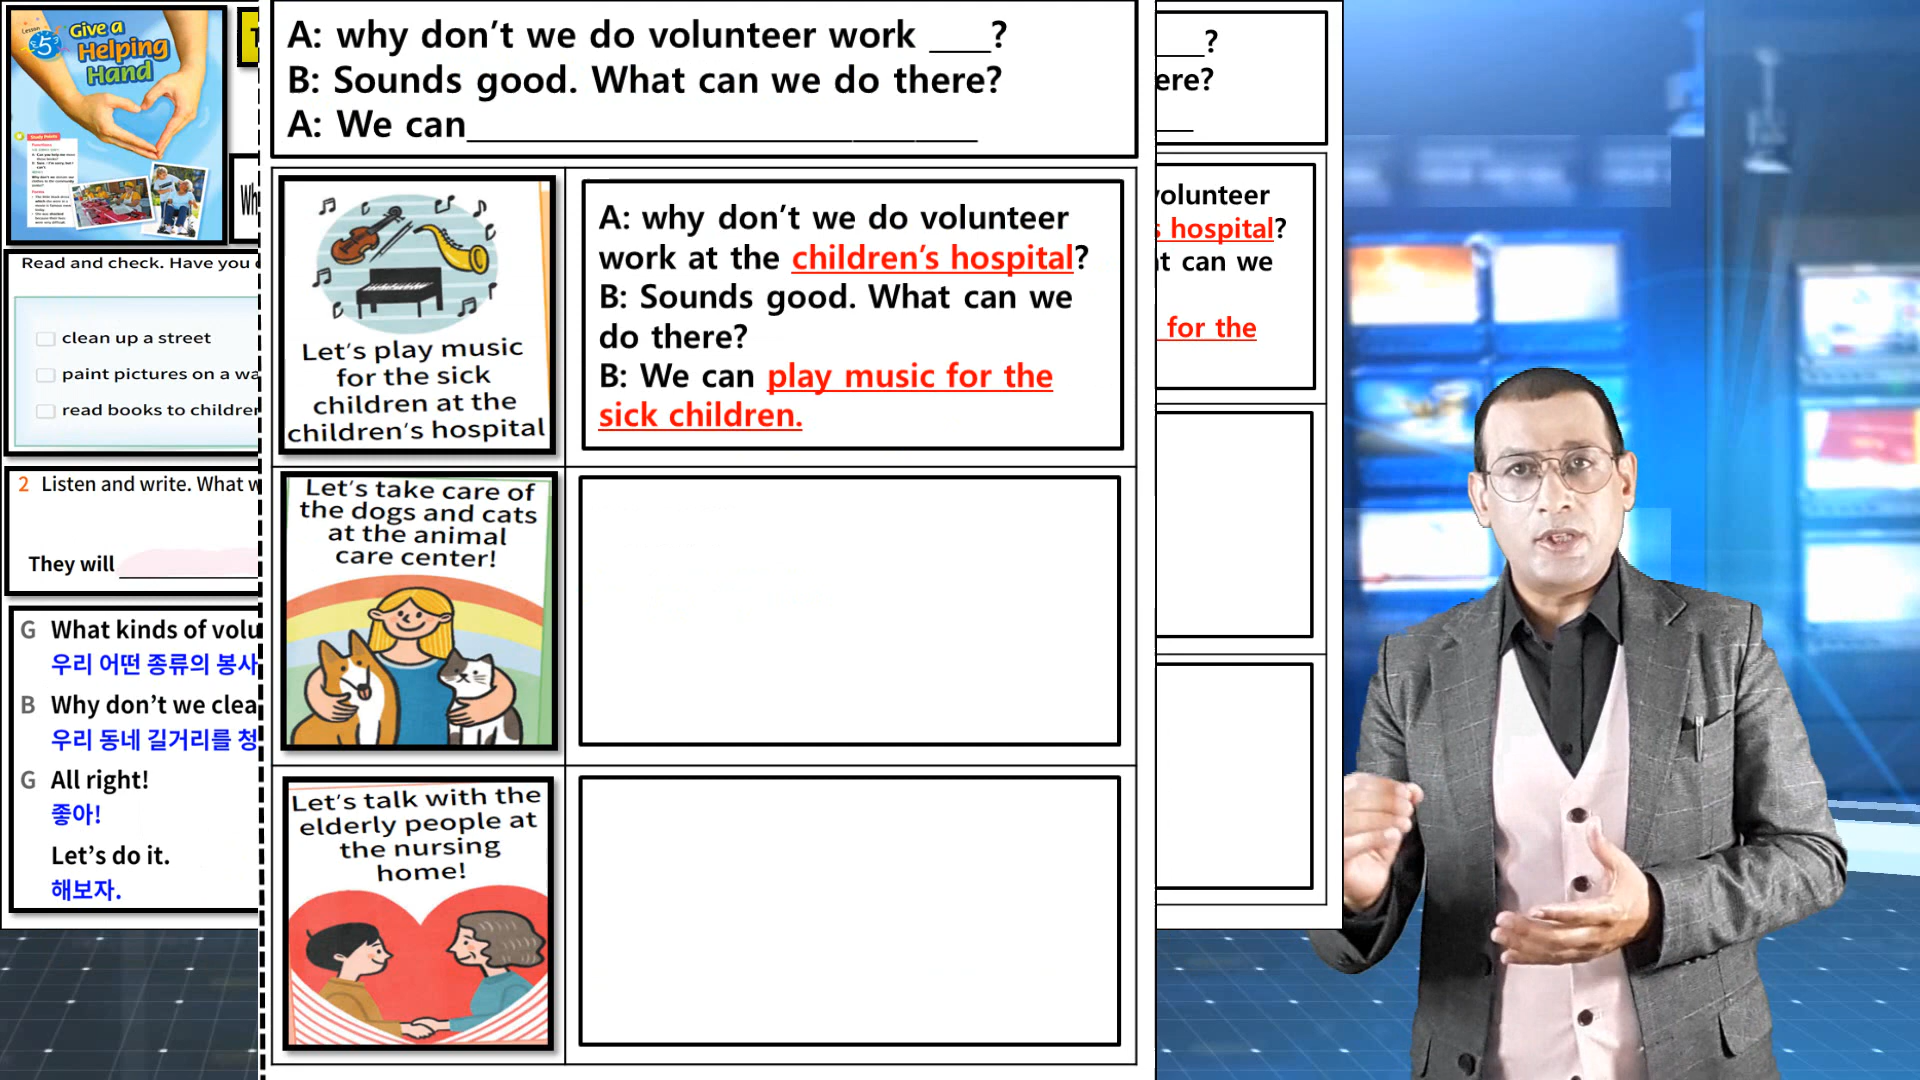 Lesson
5
Give a
Helping
Hand
Study Points
Read and check. Have you
clean up a street
paint pictures on a wa
read books to childre
2 Listen and write. What w
They will
G What kinds of volu
우리 어떤 종류의 봉사
B Why don't we clea
우리 동네 길거리를 청
G All right!
좋아!
Let's do it.
해보자.
A: why don't we do volunteer work ____?
B: Sounds good. What can we do there?
A: We can____________________
Let's play music
for the sick
children at the
children's hospital
A: why don't we do volunteer
work at the children's hospital?
B: Sounds good. What can we
do there?
B: We can play music for the
sick children.
Let's take care of
the dogs and cats
at the animal
care center!
Let's talk with the
elderly people at
the nursing
home!
____?
ere?
olunteer
s hospital?
t can we
for the